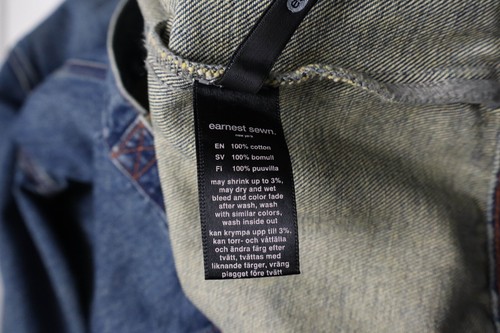 e
earnest sewn.
new york
EN 100% cotton
SV 100% bomull
FI 100% puuvilla
may shrink up to 3%,
may dry and wet
bleed and color fade
after wash, wash
with similar colors,
wash inside out
kan krympa upp till 3%,
kan torr- och våtfälla
och ändra färg efter
tvätt, tvättas med
liknande färger, vräng
plagget före tvätt